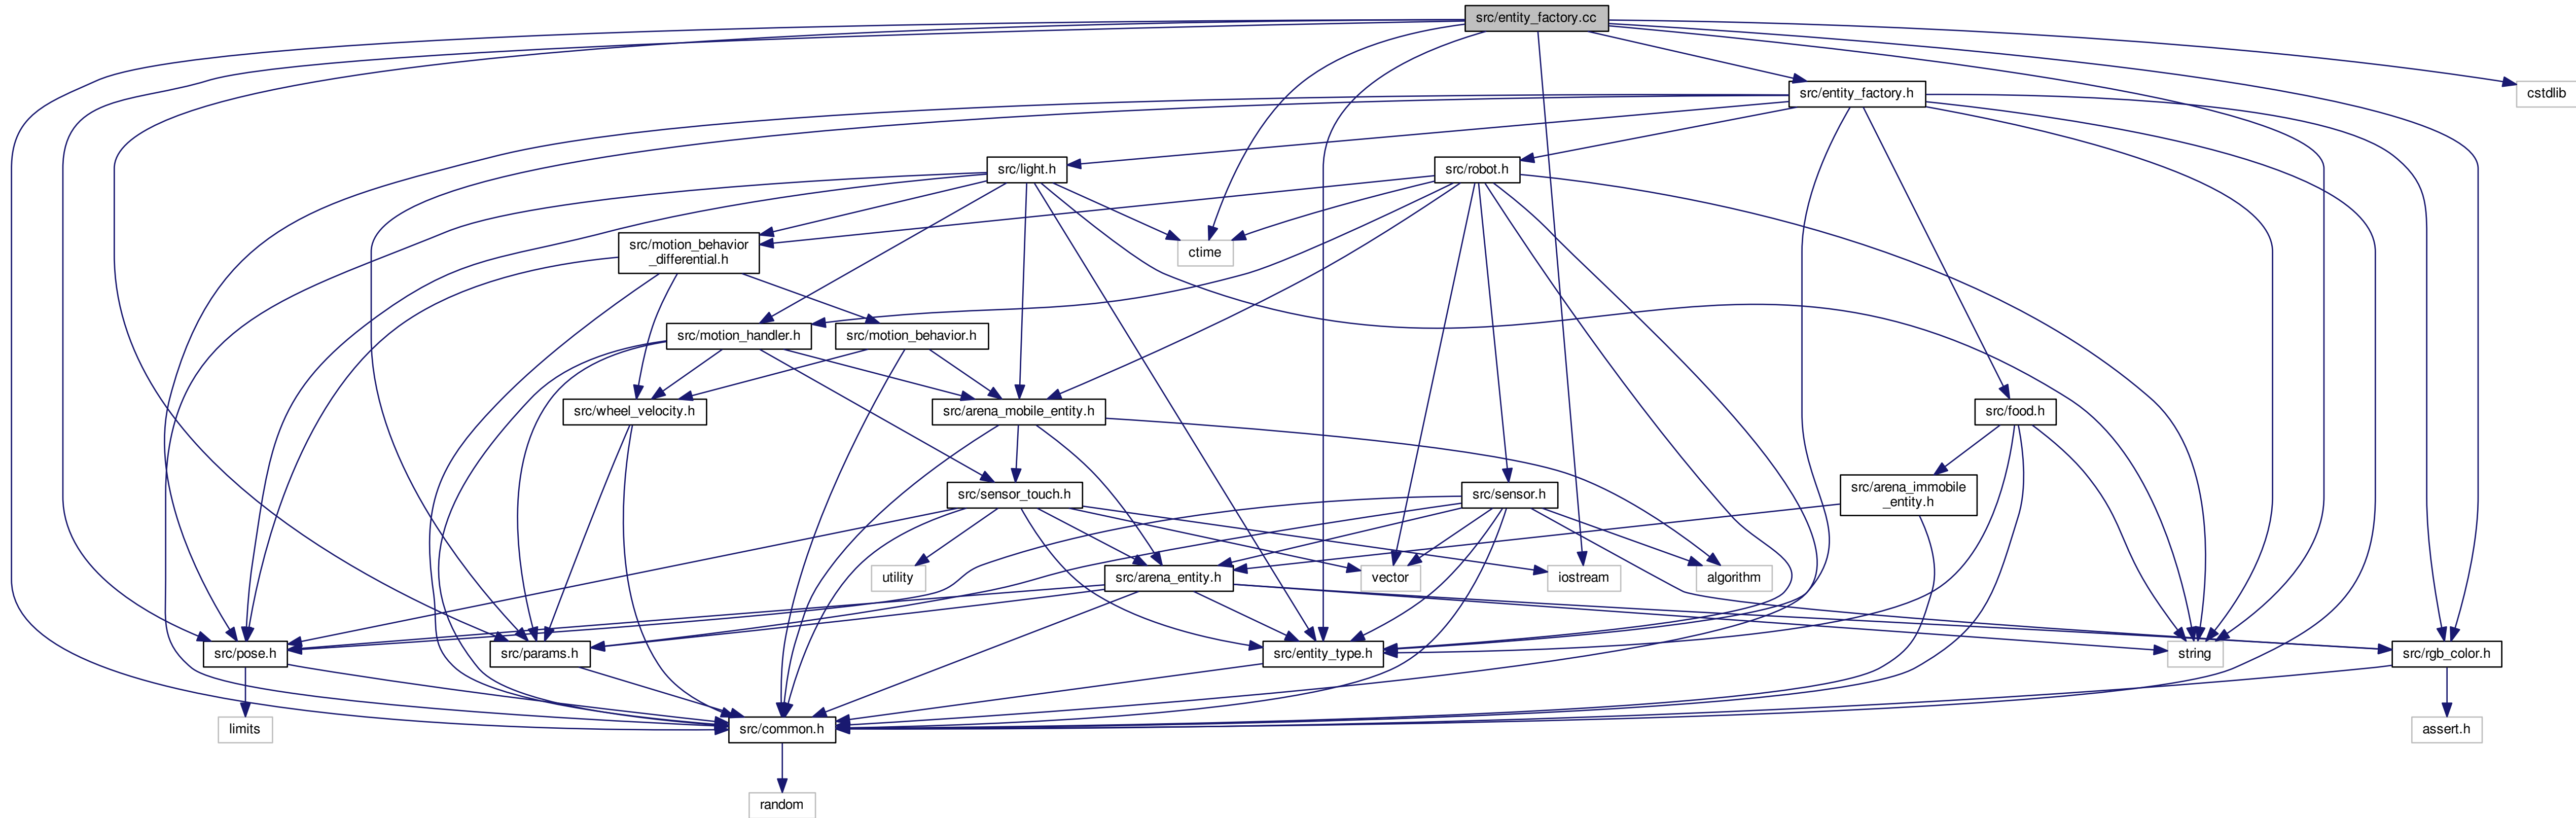 src/entity_factory.cc
src/entity_factory.h
cstdlib
src/light.h
src/robot.h
src/motion_behavior
_differential.h
ctime
src/motion_handler.h
src/motion_behavior.h
src/wheel_velocity.h
src/arena_mobile_entity.h
src/food.h
src/sensor_touch.h
src/sensor.h
src/arena_immobile
_entity.h
utility
src/arena_entity.h
vector
iostream
algorithm
src/pose.h
src/params.h
src/entity_type.h
string
src/rgb_color.h
limits
src/common.h
assert.h
random